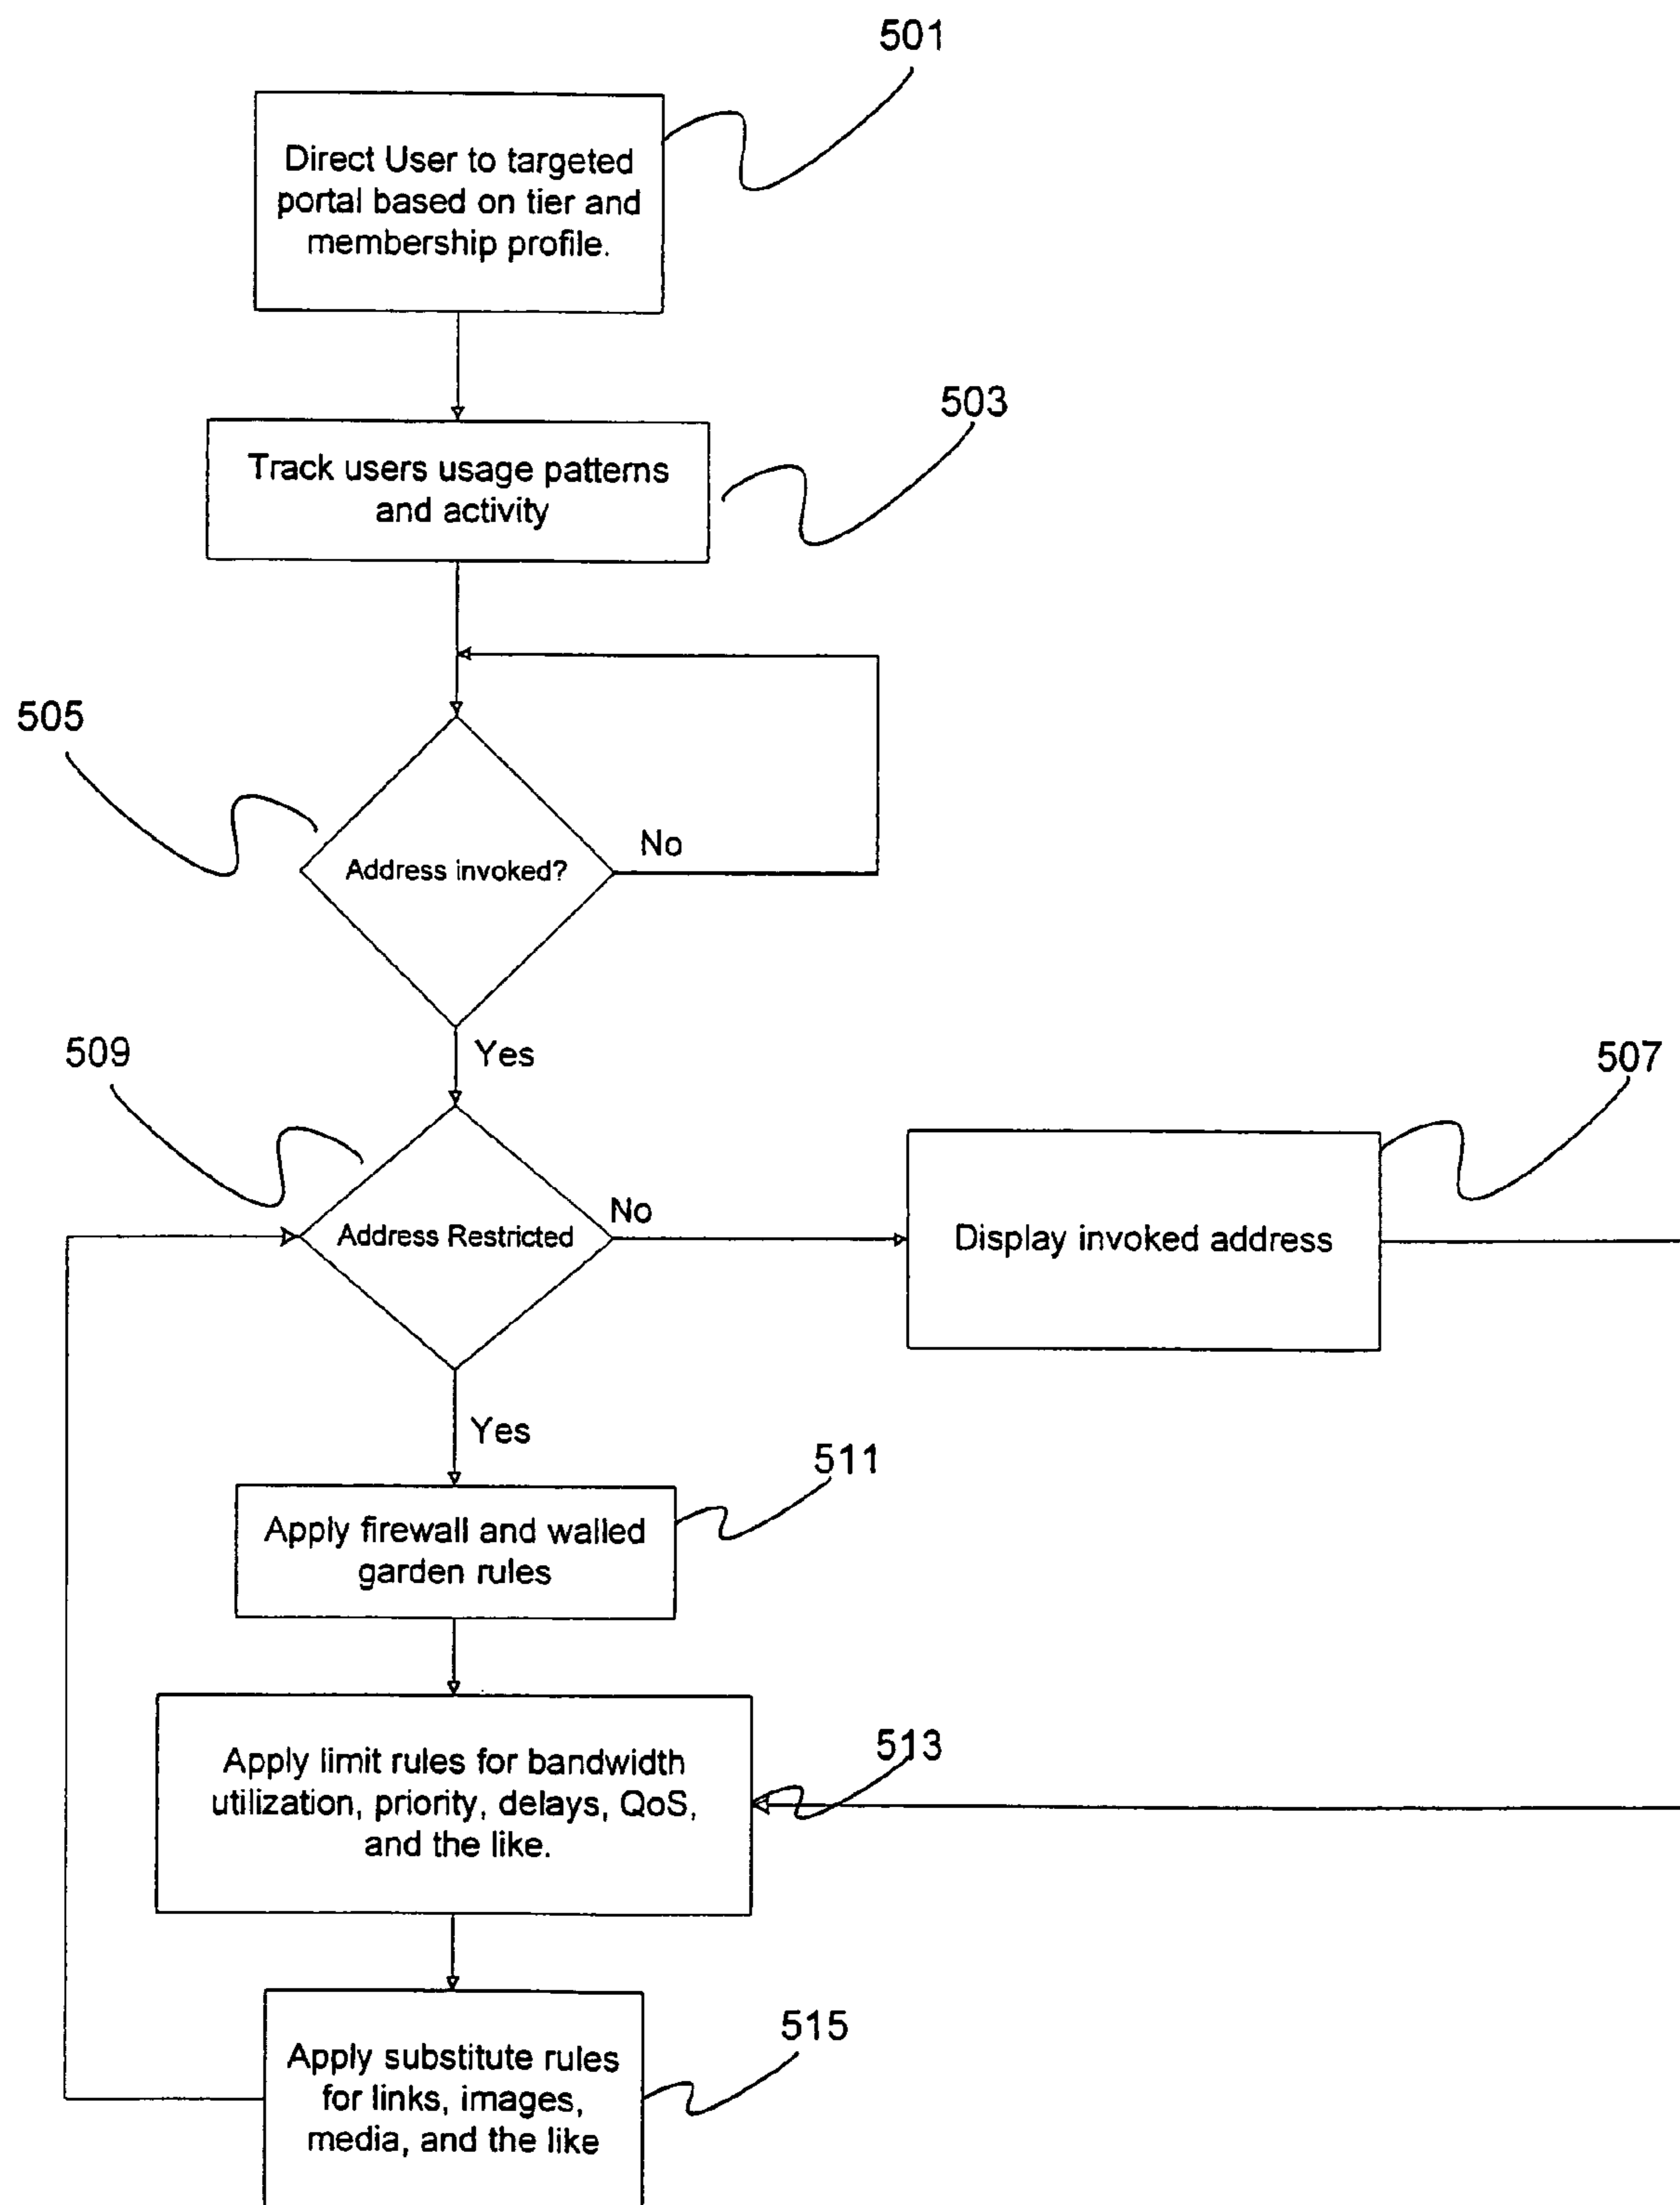 501
Direct User to targeted
portal based on tier and
membership profile.
503
Track users usage patterns
and activity
505
Address invoked?
No
Yes
509
507
Address Restricted
No
Display invoked address
Yes
511
Apply firewall and walled
garden rules
513
Apply limit rules for bandwidth
utilization, priority, delays, QoS,
and the like.
515
Apply substitute rules
for links, images,
media, and the like